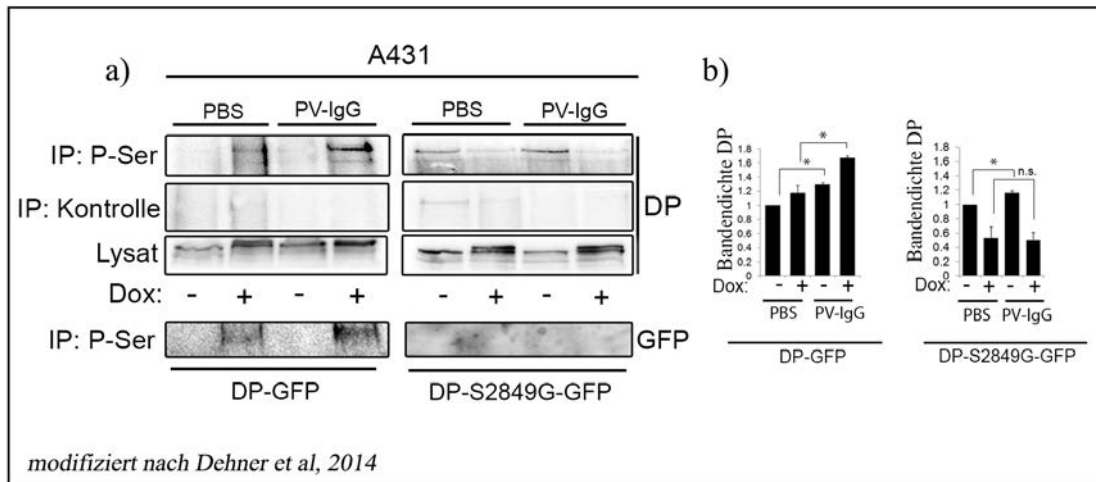 a)
A431
PBS PV-IgG PBS PV-IgG
IP: P-Ser
IP: Kontrolle
DP
Lysat
Dox: - + - + - + - +
IP: P-Ser
GFP
DP-GFP DP-S2849G-GFP
b)
Bandendichte DP
1.8
1.6
1.4
1.2
1
0.8
0.6
0.4
0.2
0
*
*
Dox: - + - +
PBS PV-IgG
DP-GFP
Bandendichte DP
1.8
1.6
1.4
1.2
1
0.8
0.6
0.4
0.2
0
*
n.s.
Dox: - + - +
PBS PV-IgG
DP-S2849G-GFP
modifiziert nach Dehner et al, 2014